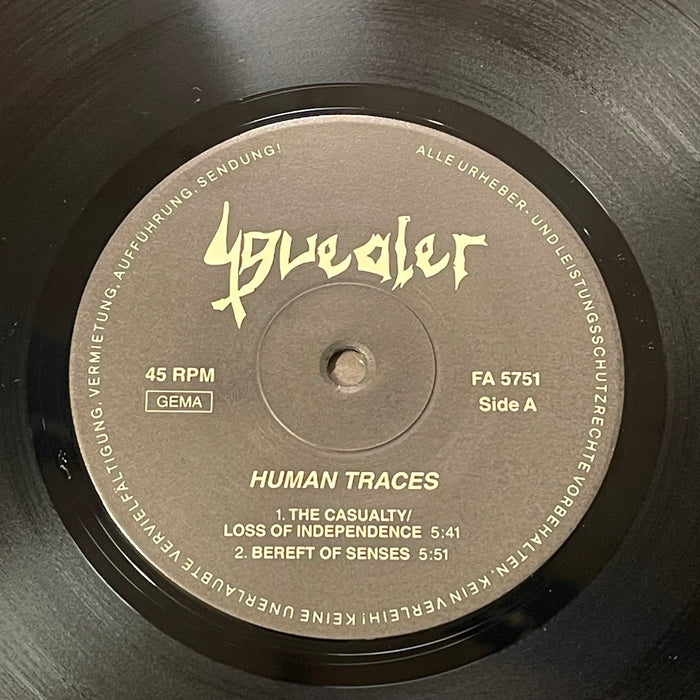 Squealer
45 RPM
GEMA
FA 5751
Side A
HUMAN TRACES
1. THE CASUALTY/
LOSS OF INDEPENDENCE 5:41
2. BEREFT OF SENSES 5:51
ALLE URHEBER- UND LEISTUNGSSCHUTZRECHTE VORBEHALTEN. KEIN VERLEIH! KEINE UNERLAUBTE VERVIELFÄLTIGUNG, VERMIETUNG, AUFFÜHRUNG, SENDUNG!